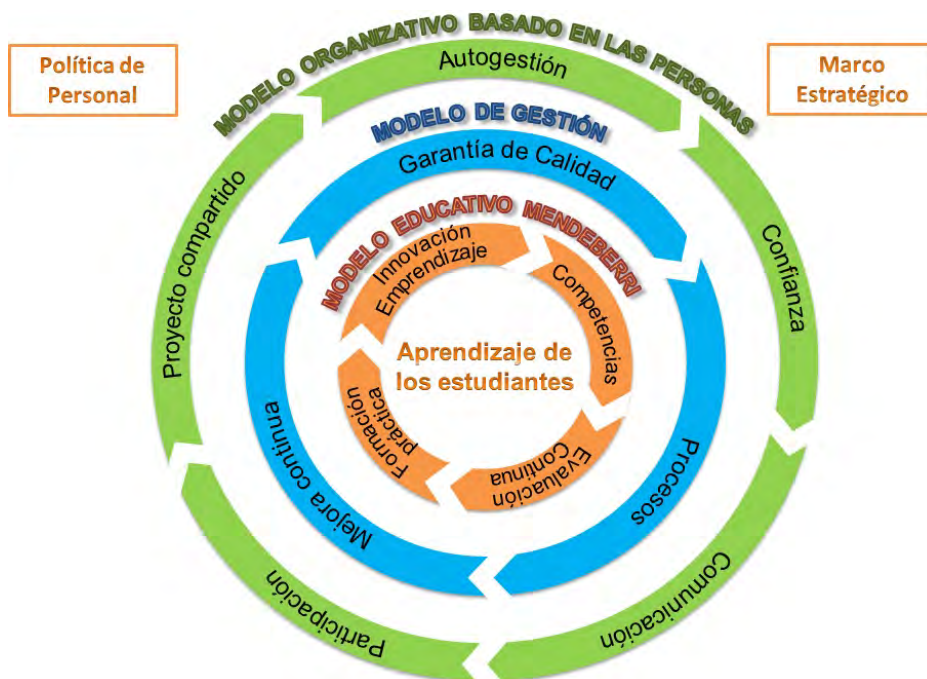 Política de
Personal
Marco
Estratégico
MODELO ORGANIZATIVO BASADO EN LAS PERSONAS
Autogestión
Confianza
Comunicación
Participación
Proyecto compartido
MODELO DE GESTIÓN
Garantía de Calidad
Procesos
Mejora continua
MODELO EDUCATIVO MENDEBERRI
Innovación
Emprendizaje
Competencias
Evaluación
Continua
Formación
práctica
Aprendizaje de
los estudiantes